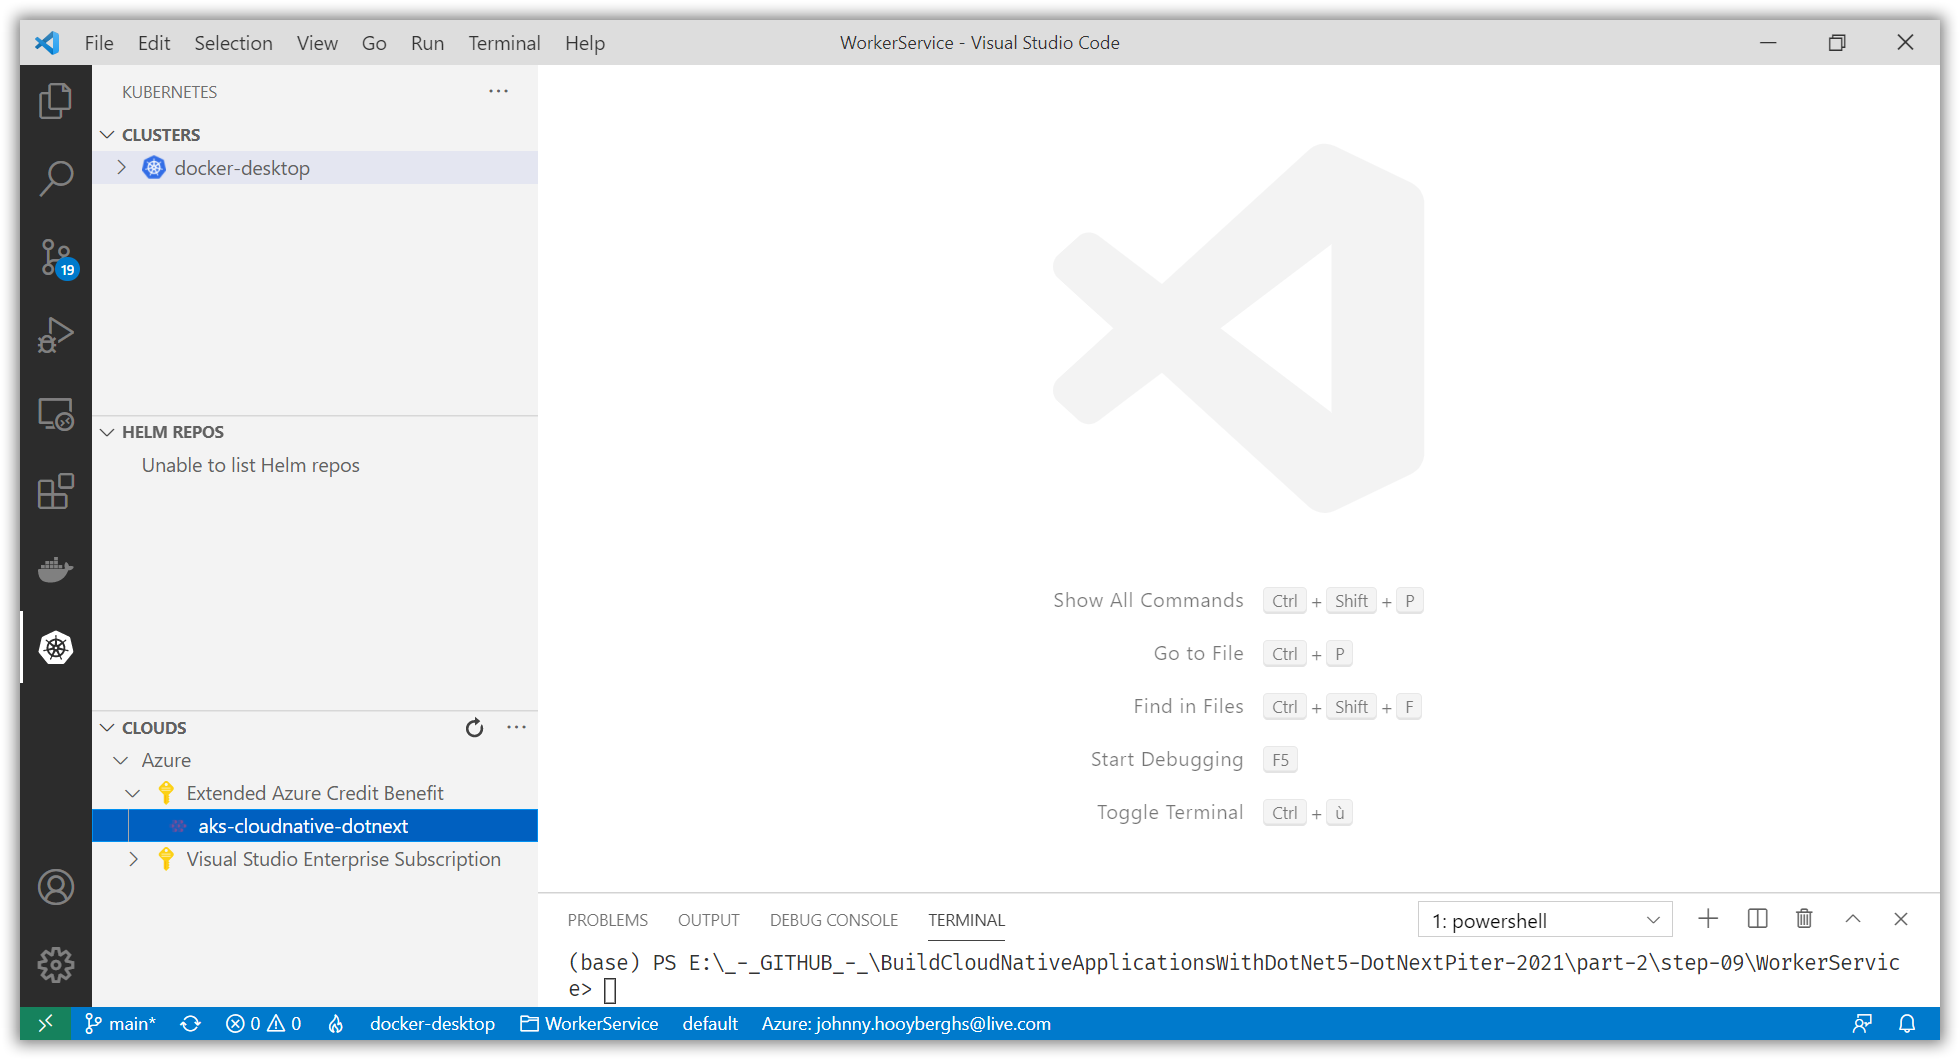 File Edit Selection View Go Run Terminal Help
WorkerService - Visual Studio Code
KUBERNETES
CLUSTERS
docker-desktop
19
HELM REPOS
Unable to list Helm repos
CLOUDS
Azure
Extended Azure Credit Benefit
aks-cloudnative-dotnext
Visual Studio Enterprise Subscription
Show All Commands Ctrl + Shift + P
Go to File Ctrl + P
Find in Files Ctrl + Shift + F
Start Debugging F5
Toggle Terminal Ctrl + ù
PROBLEMS OUTPUT DEBUG CONSOLE TERMINAL
1: powershell
(base) PS E:\_-_GITHUB_-_\BuildCloudNativeApplicationsWithDotNet5-DotNextPiter-2021\part-2\step-09\WorkerServic
e>
main* 0 0 docker-desktop WorkerService default Azure: johnny.hooyberghs@live.com